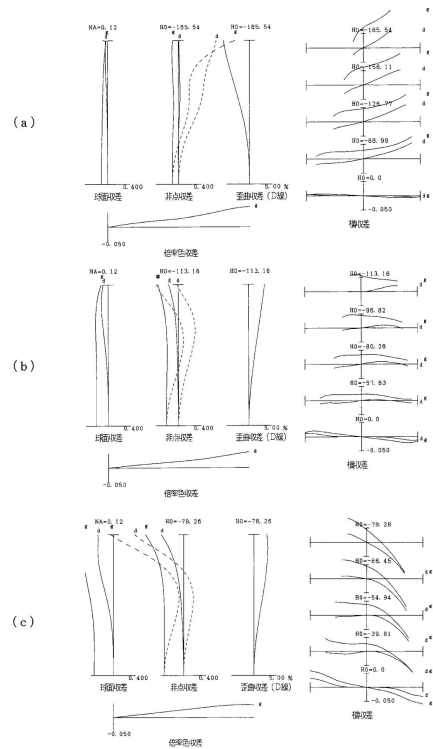 (a)
NA=0.12
g
d
0.400
球面収差
H0=-185.54
g
d
0.400
非点収差
H0=-185.54
5.00 %
歪曲収差 (D線)
g
-0.050
倍率色収差
g
H0=-185.54
d
g
H0=-156.11
d
g
H0=-126.77
d
g
H0=-88.99
d
H0=0.0
d g
-0.050
横収差
(b)
NA=0.12
g
d
0.400
球面収差
H0=-113.16
g
d
0.400
非点収差
H0=-113.16
5.00 %
歪曲収差 (D線)
g
-0.050
倍率色収差
H0=-113.16
g
d
H0=-96.82
g
d
H0=-80.28
g
d
H0=-57.83
d g
H0=0.0
d
g
-0.050
横収差
(c)
NA=0.12
d
0.400
球面収差
H0=-78.26
g
d
g
0.400
非点収差
H0=-78.26
5.00 %
歪曲収差 (D線)
g
-0.050
倍率色収差
H0=-78.28
H0=-66.45
d g
H0=-54.94
d g
H0=-39.81
d g
H0=0.0
d
g
-0.050
横収差